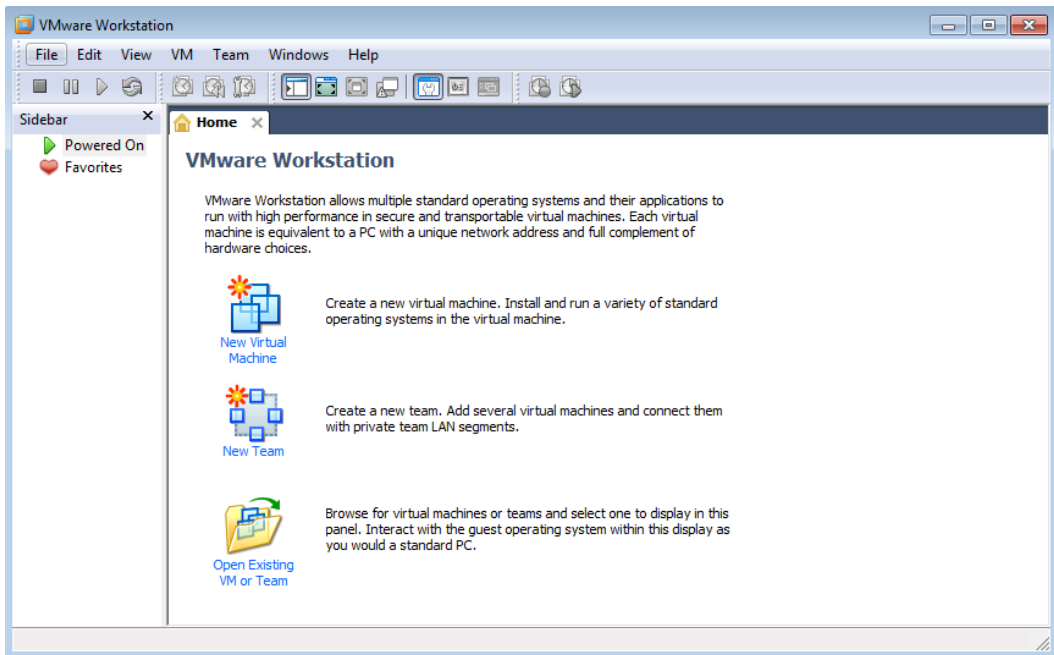 VMware Workstation
File Edit View VM Team Windows Help
Sidebar
Powered On
Favorites
Home
VMware Workstation
VMware Workstation allows multiple standard operating systems and their applications to
run with high performance in secure and transportable virtual machines. Each virtual
machine is equivalent to a PC with a unique network address and full complement of
hardware choices.
New Virtual
Machine
Create a new virtual machine. Install and run a variety of standard
operating systems in the virtual machine.
New Team
Create a new team. Add several virtual machines and connect them
with private team LAN segments.
Open Existing
VM or Team
Browse for virtual machines or teams and select one to display in this
panel. Interact with the guest operating system within this display as
you would a standard PC.